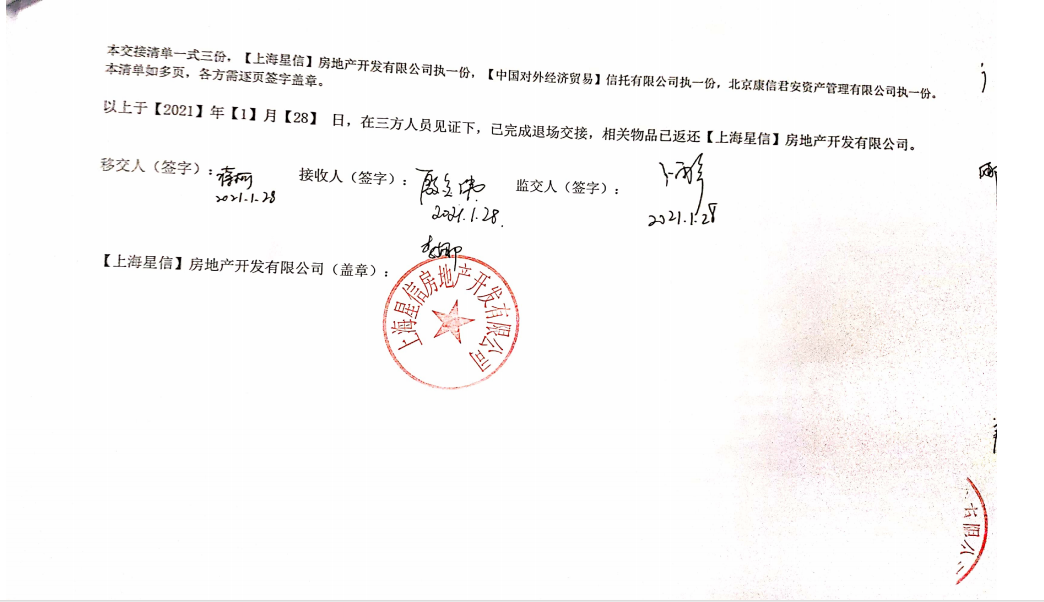 本交接清单一式三份，【上海星信】房地产开发有限公司执一份，【中国对外经济贸易】信托有限公司执一份，北京康信君安资产管理有限公司执一份。
本清单如多页，各方需逐页签字盖章。
以上于【2021】年【1】月【28】 日，在三方人员见证下，已完成退场交接，相关物品已返还【上海星信】房地产开发有限公司。
移交人（签字）： 接收人（签字）：殷立伟 监交人（签字）：
2021.1.28 2021.1.28. 2021.1.28
【上海星信】房地产开发有限公司（盖章）：
上海星信房地产开发有限公司
有限公